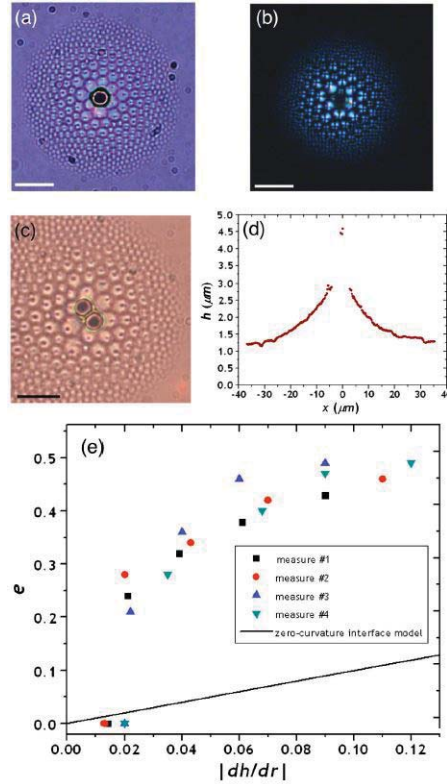 (a)
(b)
(c)
(d)
5.0
4.5
4.0
3.5
3.0
2.5
2.0
1.5
1.0
0.5
0.0
h (μm)
-40 -30 -20 -10 0 10 20 30 40
x (μm)
(e)
0.5
0.4
0.3
0.2
0.1
0.0
e
measure #1
measure #2
measure #3
measure #4
zero-curvature interface model
0.00 0.02 0.04 0.06 0.08 0.10 0.12
|dh/dr|